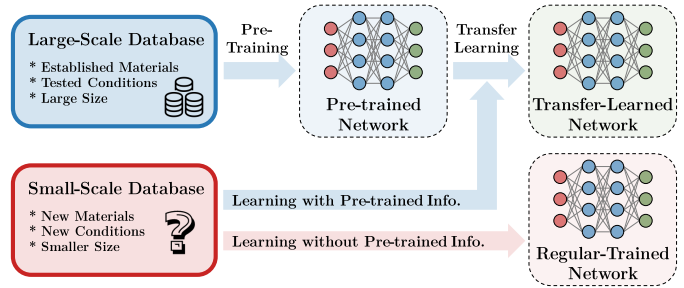 Large-Scale Database
* Established Materials
* Tested Conditions
* Large Size
Pre-
Training
Pre-trained
Network
Transfer
Learning
Transfer-Learned
Network
Small-Scale Database
* New Materials
* New Conditions
* Smaller Size
?
Learning with Pre-trained Info.
Learning without Pre-trained Info.
Regular-Trained
Network